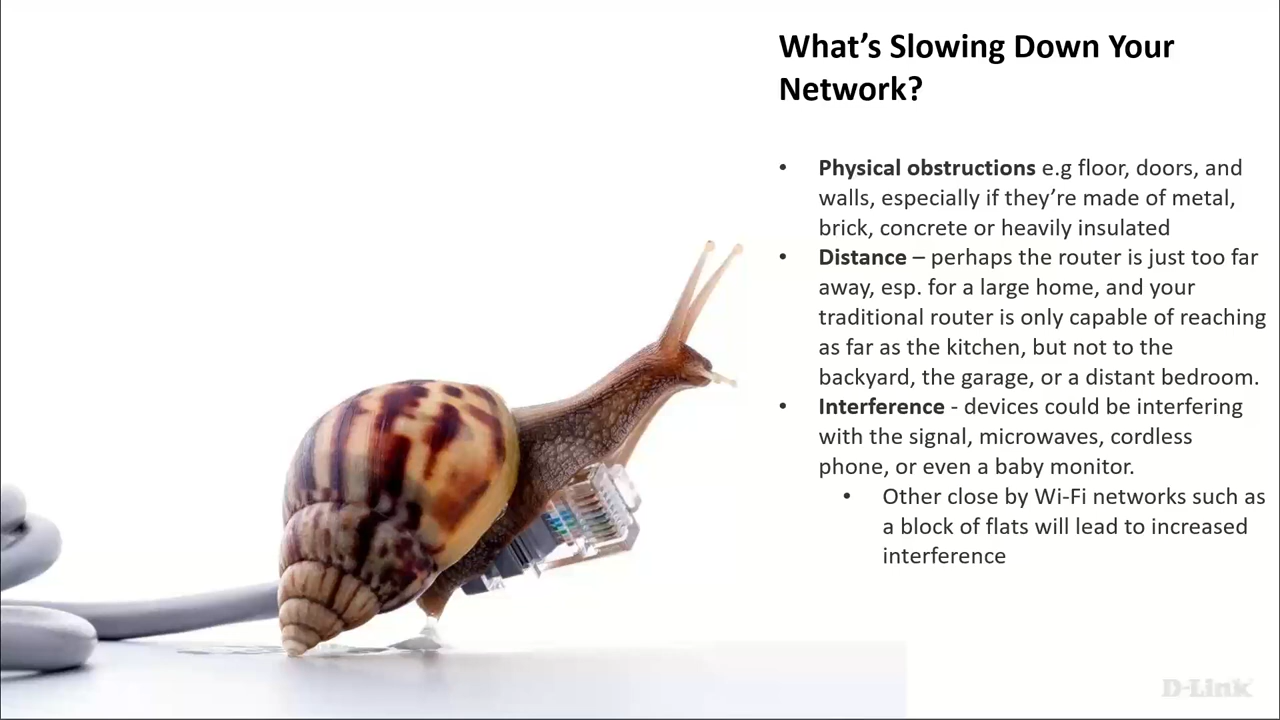 What’s Slowing Down Your
Network?
• Physical obstructions e.g floor, doors, and
walls, especially if they’re made of metal,
brick, concrete or heavily insulated
• Distance – perhaps the router is just too far
away, esp. for a large home, and your
traditional router is only capable of reaching
as far as the kitchen, but not to the
backyard, the garage, or a distant bedroom.
• Interference - devices could be interfering
with the signal, microwaves, cordless
phone, or even a baby monitor.
• Other close by Wi-Fi networks such as
a block of flats will lead to increased
interference
D-Link